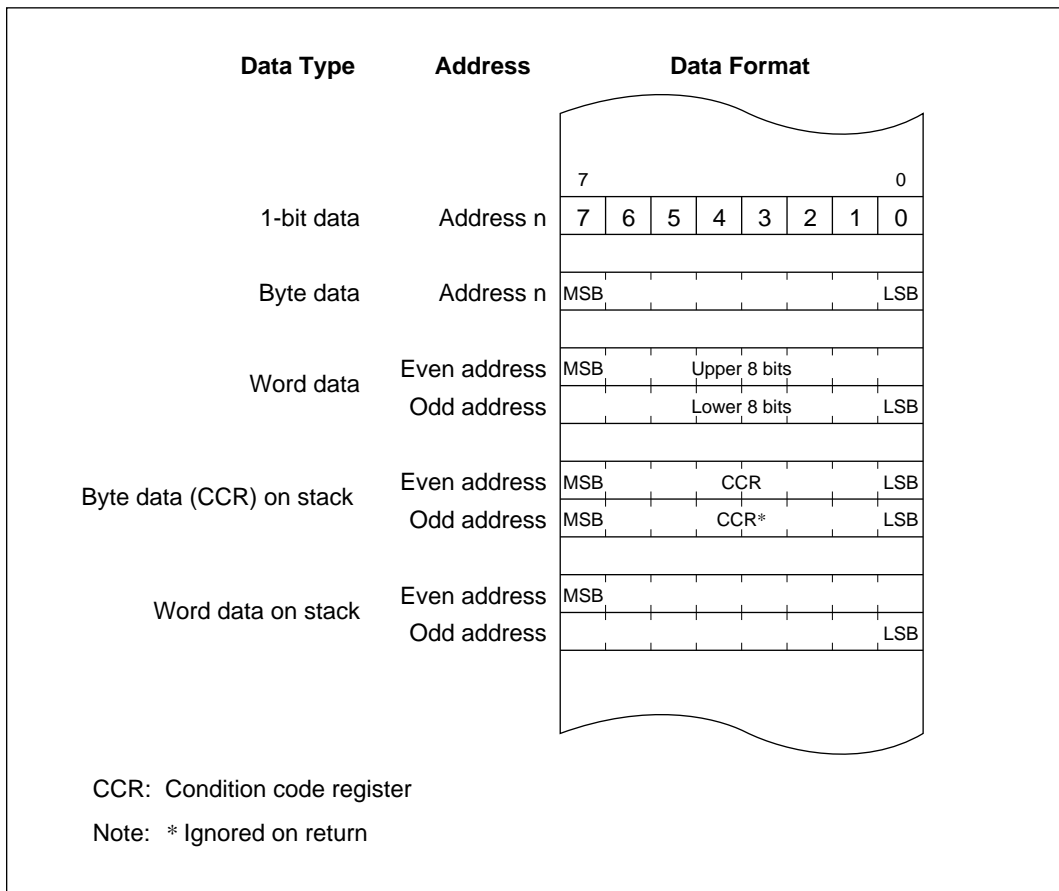 Data Type Address Data Format
7 0
1-bit data Address n 7 6 5 4 3 2 1 0
Byte data Address n MSB LSB
Word data Even address MSB Upper 8 bits
Odd address Lower 8 bits LSB
Byte data (CCR) on stack Even address MSB CCR LSB
Odd address MSB CCR* LSB
Word data on stack Even address MSB
Odd address LSB
CCR: Condition code register
Note: * Ignored on return